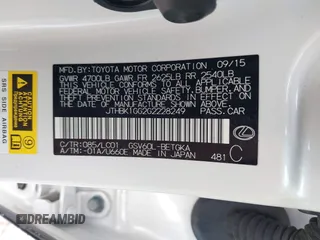 MFD. BY: TOYOTA MOTOR CORPORATION 09/15
GVWR 4700LB GAWR FR 2625LB RR 2540LB
THIS VEHICLE CONFORMS TO ALL APPLICABLE
FEDERAL MOTOR VEHICLE SAFETY, BUMPER, AND
THEFT PREVENTION STANDARDS IN EFFECT ON
THE DATE OF MANUFACTURE SHOWN ABOVE.
JTHBK1GG2G2228249 PASS.CAR
C/TR:085/LC01 GSV60L-BETGKA
A/TM:-01A/U660E MADE IN JAPAN
481 C
SRS SIDE AIRBAG
9
DREAMBID